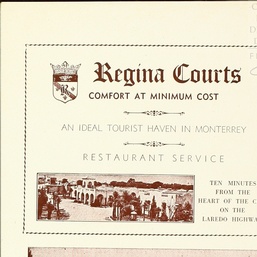 Regina Courts
COMFORT AT MINIMUM COST
AN IDEAL TOURIST HAVEN IN MONTERREY
RESTAURANT SERVICE
TEN MINUTES
FROM THE
HEART OF THE C
ON THE
LAREDO HIGHWA